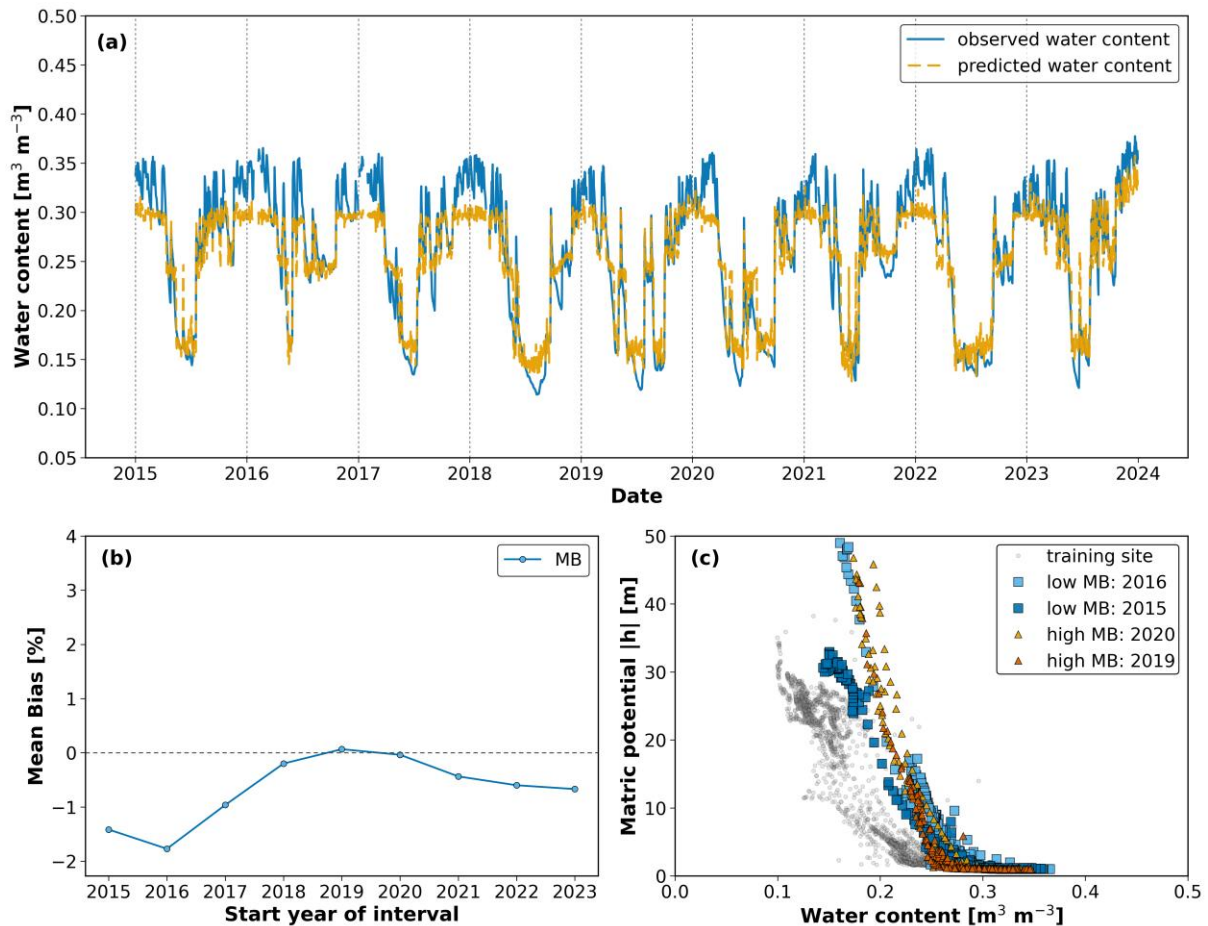 (a)
observed water content
predicted water content
Water content [m³ m⁻³]
0.50
0.45
0.40
0.35
0.30
0.25
0.20
0.15
0.10
0.05
2015 2016 2017 2018 2019 2020 2021 2022 2023 2024
Date
(b)
MB
Mean Bias [%]
4
3
2
1
0
−1
−2
2015 2016 2017 2018 2019 2020 2021 2022 2023
Start year of interval
(c)
training site
low MB: 2016
low MB: 2015
high MB: 2020
high MB: 2019
Matric potential |h| [m]
50
40
30
20
10
0
0.0 0.1 0.2 0.3 0.4 0.5
Water content [m³ m⁻³]